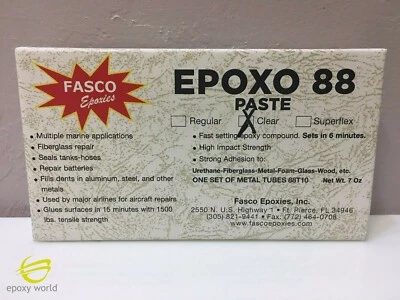 FASCO
Epoxies
EPOXO 88
PASTE
Regular
Clear
Superflex
• Multiple marine applications
• Fiberglass repair
• Seals tanks-hoses
• Repair batteries
• Fills dents in aluminum, steel, and other
metals
• Used by major airlines for aircraft repairs
• Glues surfaces in 15 minutes with 1500
lbs. tensile strength
• Fast setting epoxy compound. Sets in 6 minutes.
• High Impact Strength
• Strong Adhesion to:
Urethane-Fiberglass-Metal-Foam-Glass-Wood, etc.
ONE SET OF METAL TUBES 88T10 Net Wt. 7 Oz
Fasco Epoxies, Inc.
2550 N. U.S. Highway 1 • Ft. Pierce, FL 34946
(305) 821-9441 • Fax: (772) 464-0708
www.fascoepoxies.com
epoxy world